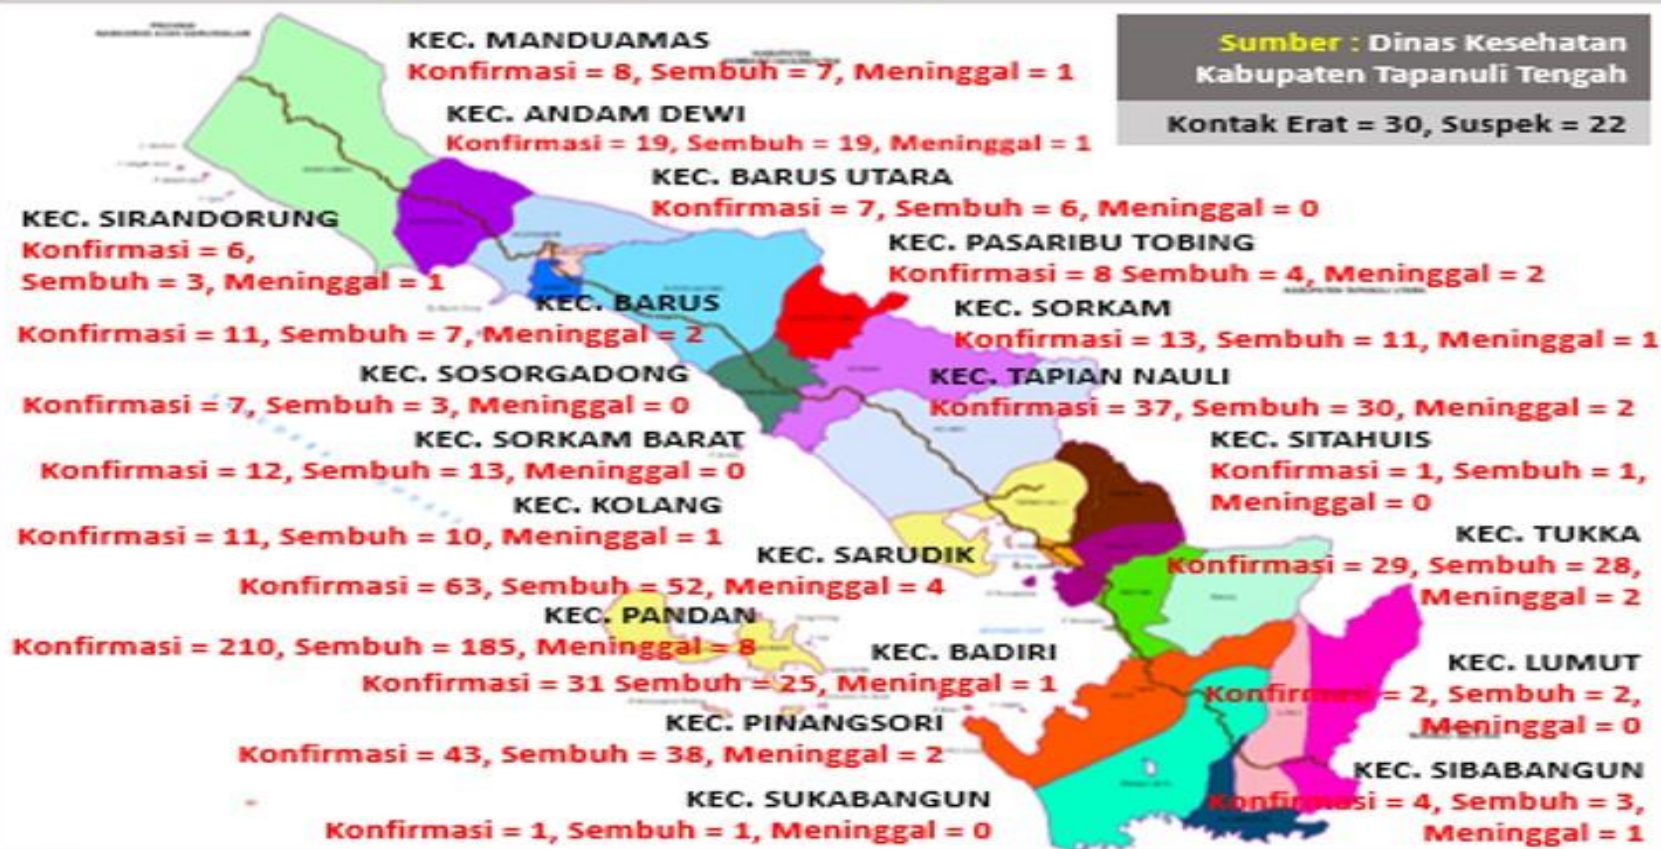 KEC. MANDUAMAS
Konfirmasi = 8, Sembuh = 7, Meninggal = 1
Sumber : Dinas Kesehatan
Kabupaten Tapanuli Tengah
Kontak Erat = 30, Suspek = 22
KEC. ANDAM DEWI
Konfirmasi = 19, Sembuh = 19, Meninggal = 1
KEC. BARUS UTARA
Konfirmasi = 7, Sembuh = 6, Meninggal = 0
KEC. SIRANDORUNG
Konfirmasi = 6,
Sembuh = 3, Meninggal = 1
KEC. PASARIBU TOBING
Konfirmasi = 8 Sembuh = 4, Meninggal = 2
KEC. BARUS
Konfirmasi = 11, Sembuh = 7, Meninggal = 2
KEC. SORKAM
Konfirmasi = 13, Sembuh = 11, Meninggal = 1
KEC. SOSORGADONG
Konfirmasi = 7, Sembuh = 3, Meninggal = 0
KEC. TAPIAN NAULI
Konfirmasi = 37, Sembuh = 30, Meninggal = 2
KEC. SORKAM BARAT
Konfirmasi = 12, Sembuh = 13, Meninggal = 0
KEC. SITAHUIS
Konfirmasi = 1, Sembuh = 1,
Meninggal = 0
KEC. KOLANG
Konfirmasi = 11, Sembuh = 10, Meninggal = 1
KEC. SARUDIK
Konfirmasi = 63, Sembuh = 52, Meninggal = 4
KEC. TUKKA
Konfirmasi = 29, Sembuh = 28,
Meninggal = 2
KEC. PANDAN
Konfirmasi = 210, Sembuh = 185, Meninggal = 8
KEC. BADIRI
Konfirmasi = 31 Sembuh = 25, Meninggal = 1
KEC. LUMUT
Konfirmasi = 2, Sembuh = 2,
Meninggal = 0
KEC. PINANGSORI
Konfirmasi = 43, Sembuh = 38, Meninggal = 2
KEC. SIBABANGUN
Konfirmasi = 4, Sembuh = 3,
Meninggal = 1
KEC. SUKABANGUN
Konfirmasi = 1, Sembuh = 1, Meninggal = 0